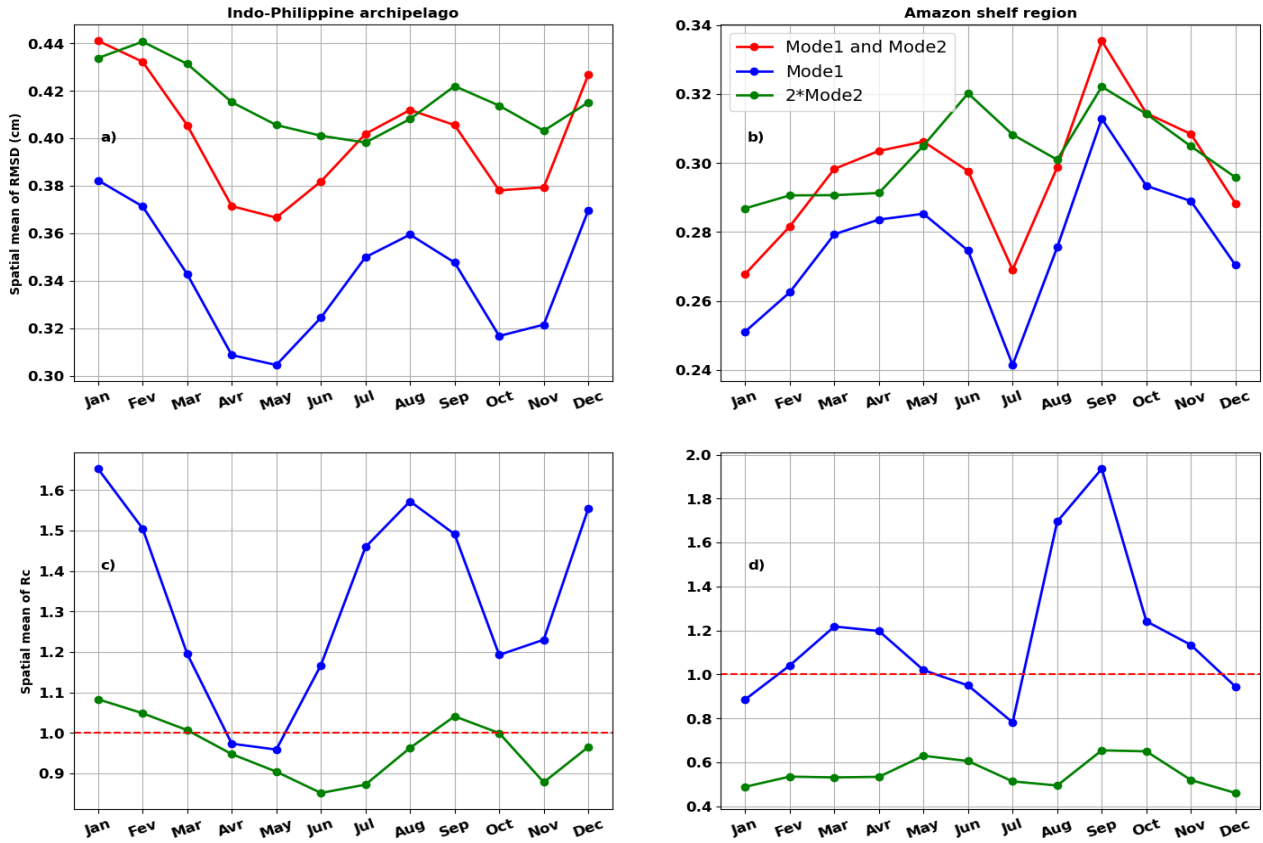 Indo-Philippine archipelago
Spatial mean of RMSD (cm)
0.44
0.42
0.40
0.38
0.36
0.34
0.32
0.30
a)
Jan Fev Mar Avr May Jun Jul Aug Sep Oct Nov Dec
Amazon shelf region
0.34
0.32
0.30
0.28
0.26
0.24
Mode1 and Mode2
Mode1
2*Mode2
b)
Jan Fev Mar Avr May Jun Jul Aug Sep Oct Nov Dec
Spatial mean of Rc
1.6
1.5
1.4
1.3
1.2
1.1
1.0
0.9
c)
Jan Fev Mar Avr May Jun Jul Aug Sep Oct Nov Dec
2.0
1.8
1.6
1.4
1.2
1.0
0.8
0.6
0.4
d)
Jan Fev Mar Avr May Jun Jul Aug Sep Oct Nov Dec